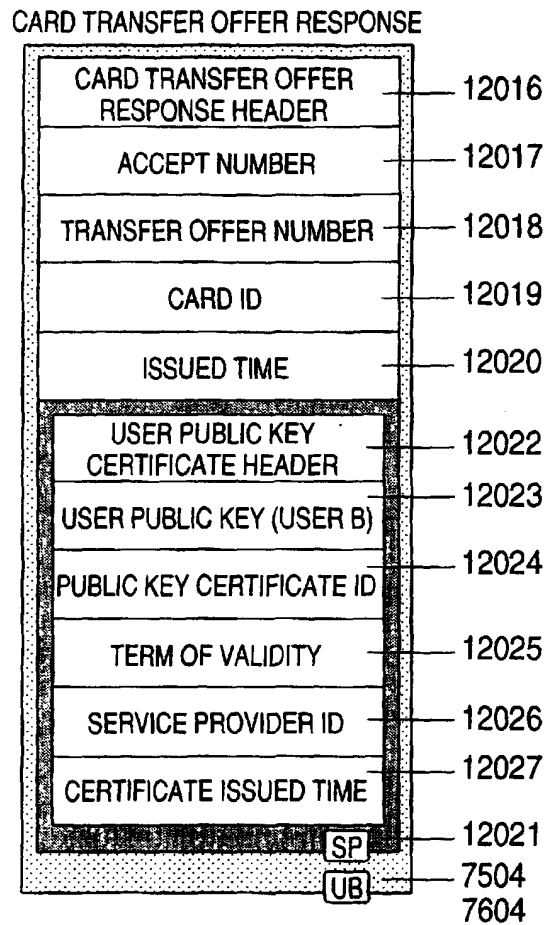 CARD TRANSFER OFFER RESPONSE
CARD TRANSFER OFFER
RESPONSE HEADER
12016
ACCEPT NUMBER
12017
TRANSFER OFFER NUMBER
12018
CARD ID
12019
ISSUED TIME
12020
USER PUBLIC KEY
CERTIFICATE HEADER
12022
USER PUBLIC KEY (USER B)
12023
PUBLIC KEY CERTIFICATE ID
12024
TERM OF VALIDITY
12025
SERVICE PROVIDER ID
12026
CERTIFICATE ISSUED TIME
12027
SP
12021
UB
7504
7604